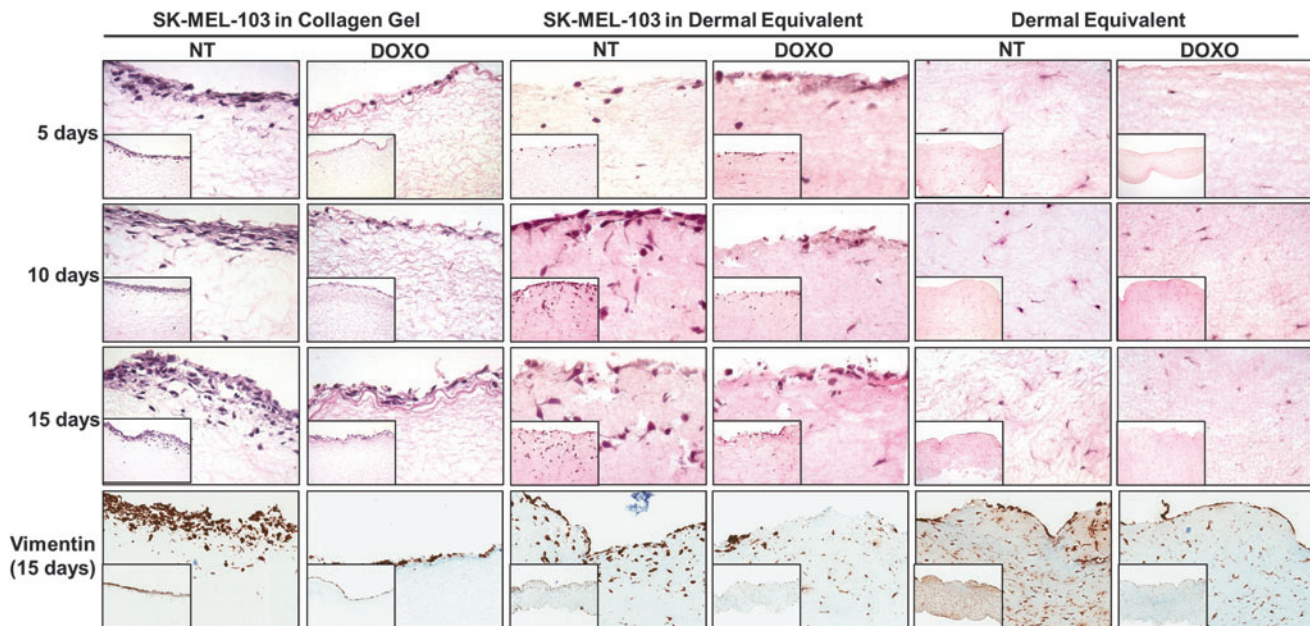 SK-MEL-103 in Collagen Gel SK-MEL-103 in Dermal Equivalent Dermal Equivalent
NT DOXO NT DOXO NT DOXO
5 days
10 days
15 days
Vimentin
(15 days)